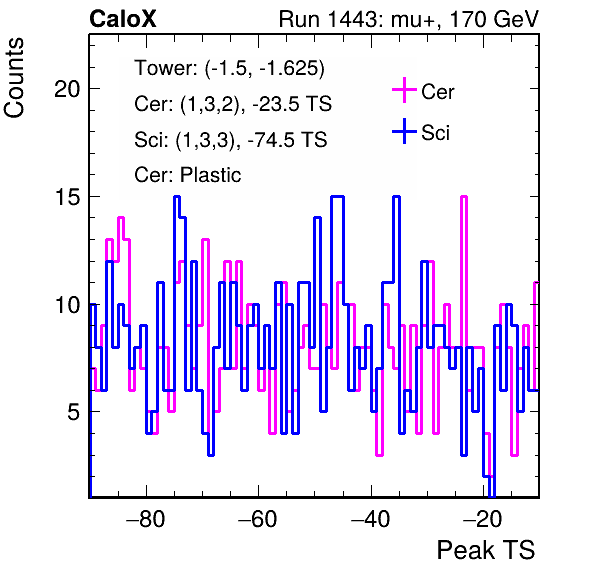 CaloX Run 1443: mu+, 170 GeV
Counts
Tower: (-1.5, -1.625)
Cer: (1,3,2), -23.5 TS
Sci: (1,3,3), -74.5 TS
Cer: Plastic
Cer
Sci
20
15
10
5
−80 −60 −40 −20
Peak TS